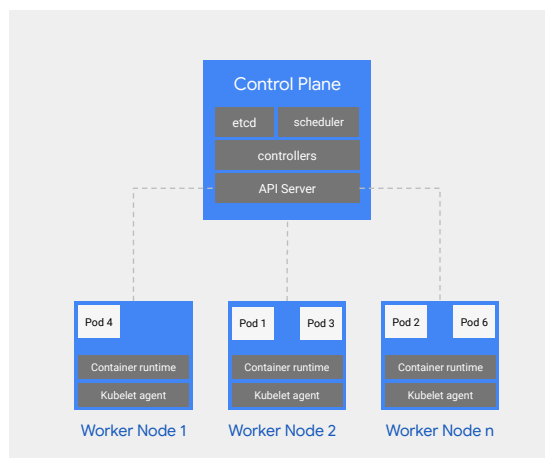 Control Plane
etcd
scheduler
controllers
API Server
Pod 4
Container runtime
Kubelet agent
Worker Node 1
Pod 1
Pod 3
Container runtime
Kubelet agent
Worker Node 2
Pod 2
Pod 6
Container runtime
Kubelet agent
Worker Node n